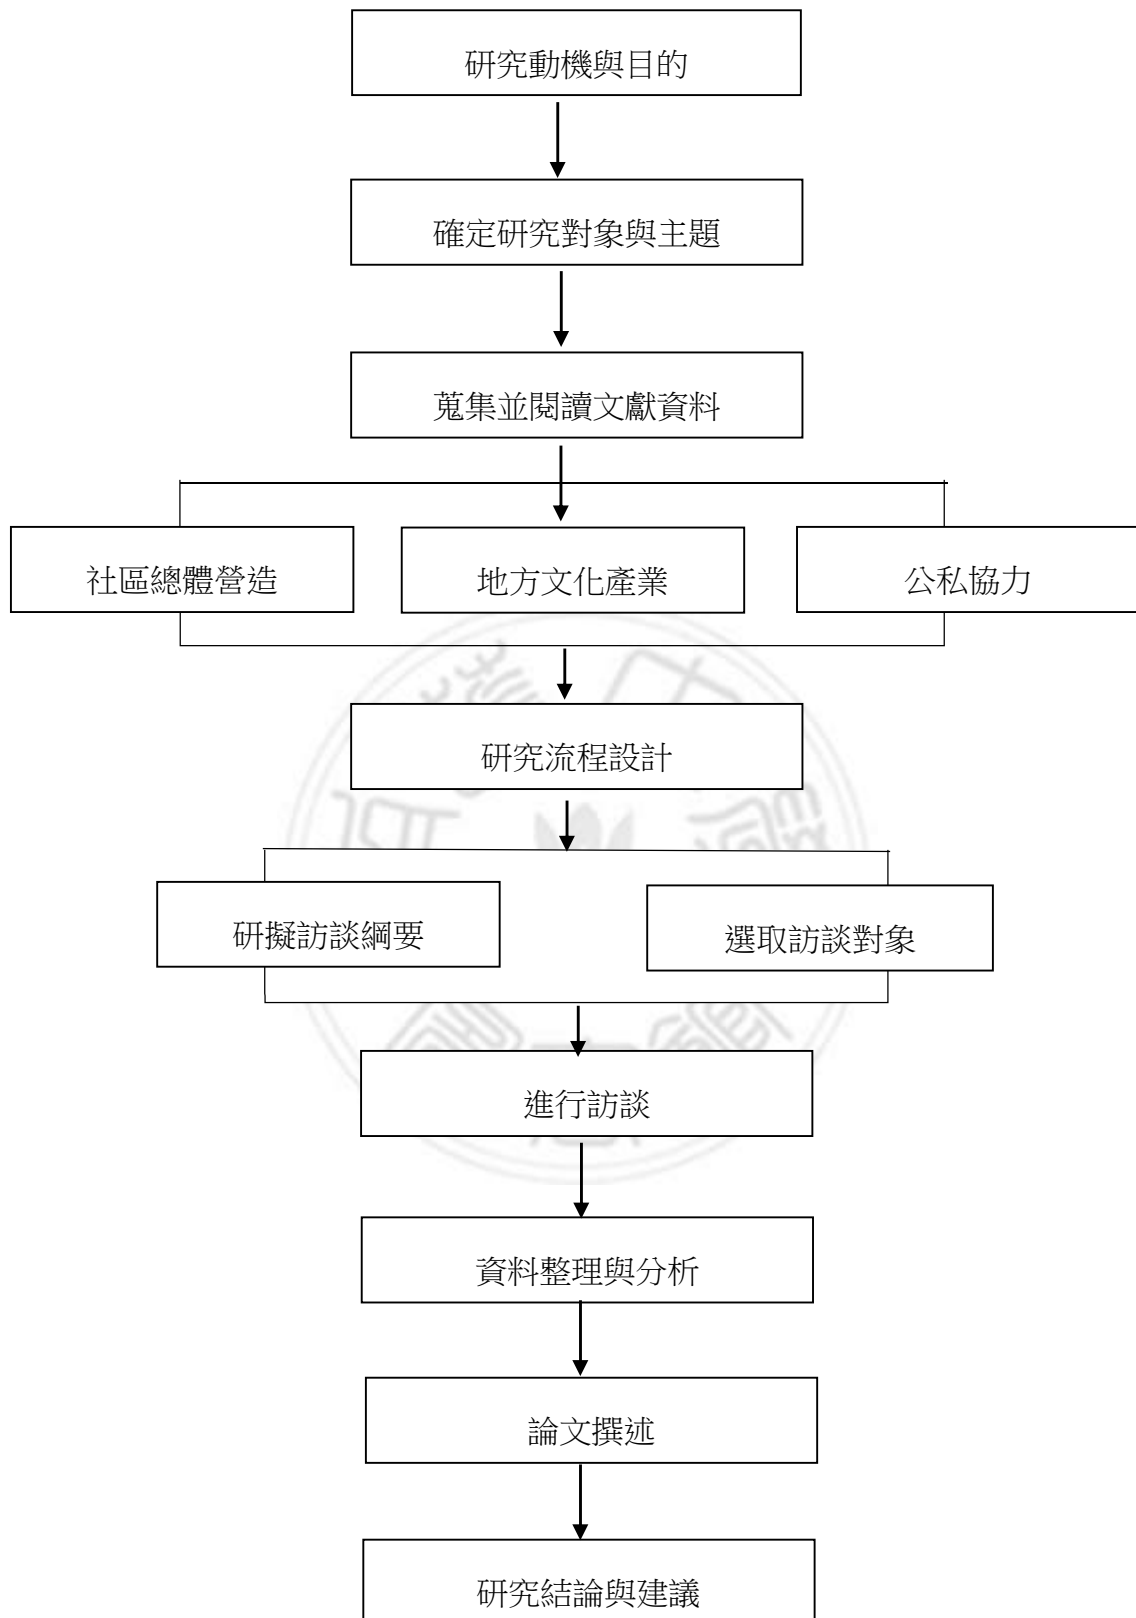 研究動機與目的
確定研究對象與主題
蒐集並閱讀文獻資料
社區總體營造
地方文化產業
公私協力
研究流程設計
研擬訪談綱要
選取訪談對象
進行訪談
資料整理與分析
論文撰述
研究結論與建議